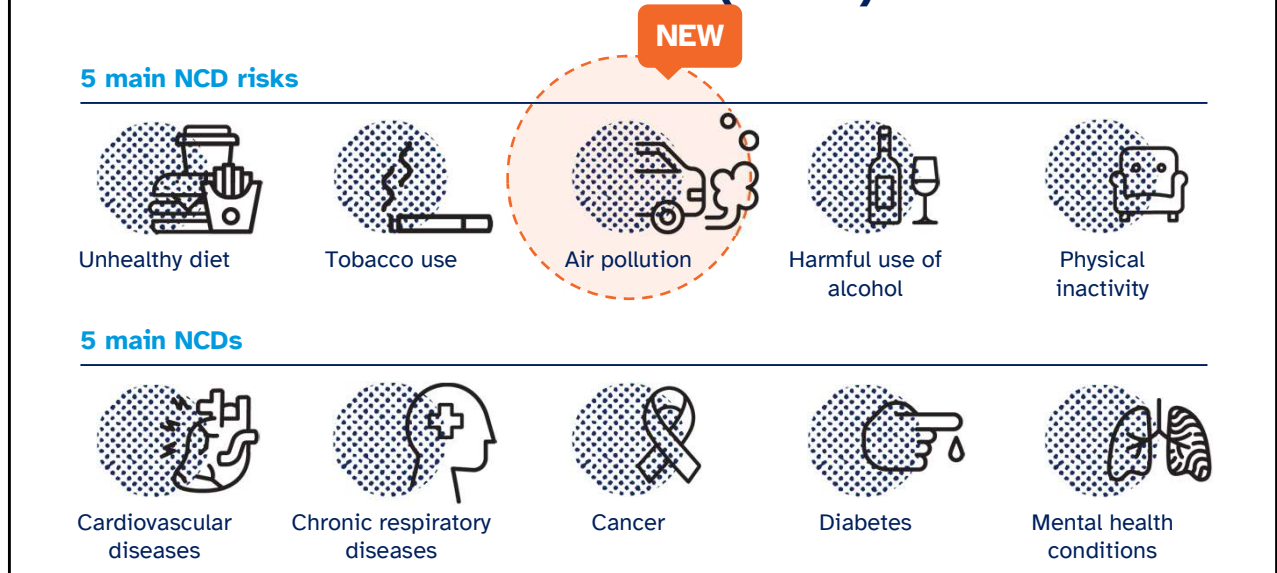 NEW
5 main NCD risks
Unhealthy diet
Tobacco use
Air pollution
Harmful use of
alcohol
Physical
inactivity
5 main NCDs
Cardiovascular
diseases
Chronic respiratory
diseases
Cancer
Diabetes
Mental health
conditions